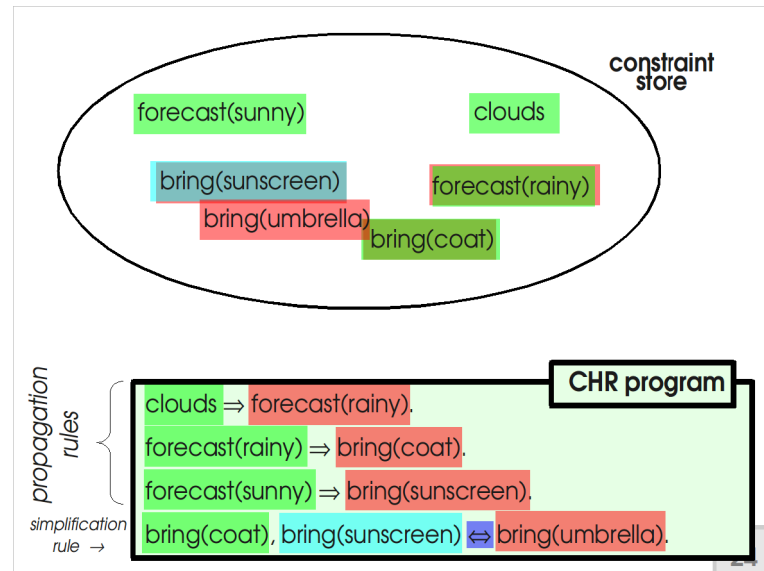 constraint
store
forecast(sunny)
clouds
bring(sunscreen)
forecast(rainy)
bring(umbrella)
bring(coat)
CHR program
propagation
rules
clouds ⇒ forecast(rainy).
forecast(rainy) ⇒ bring(coat).
forecast(sunny) ⇒ bring(sunscreen).
simplification
rule →
bring(coat), bring(sunscreen) ⇔ bring(umbrella).
24